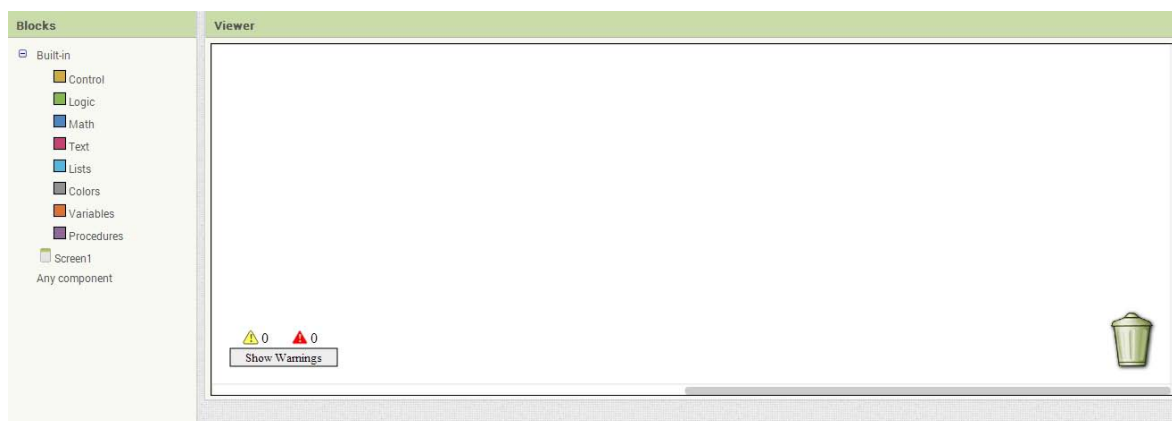 Blocks
Viewer
Built-in
Control
Logic
Math
Text
Lists
Colors
Variables
Procedures
Screen1
Any component
0 0
Show Warnings